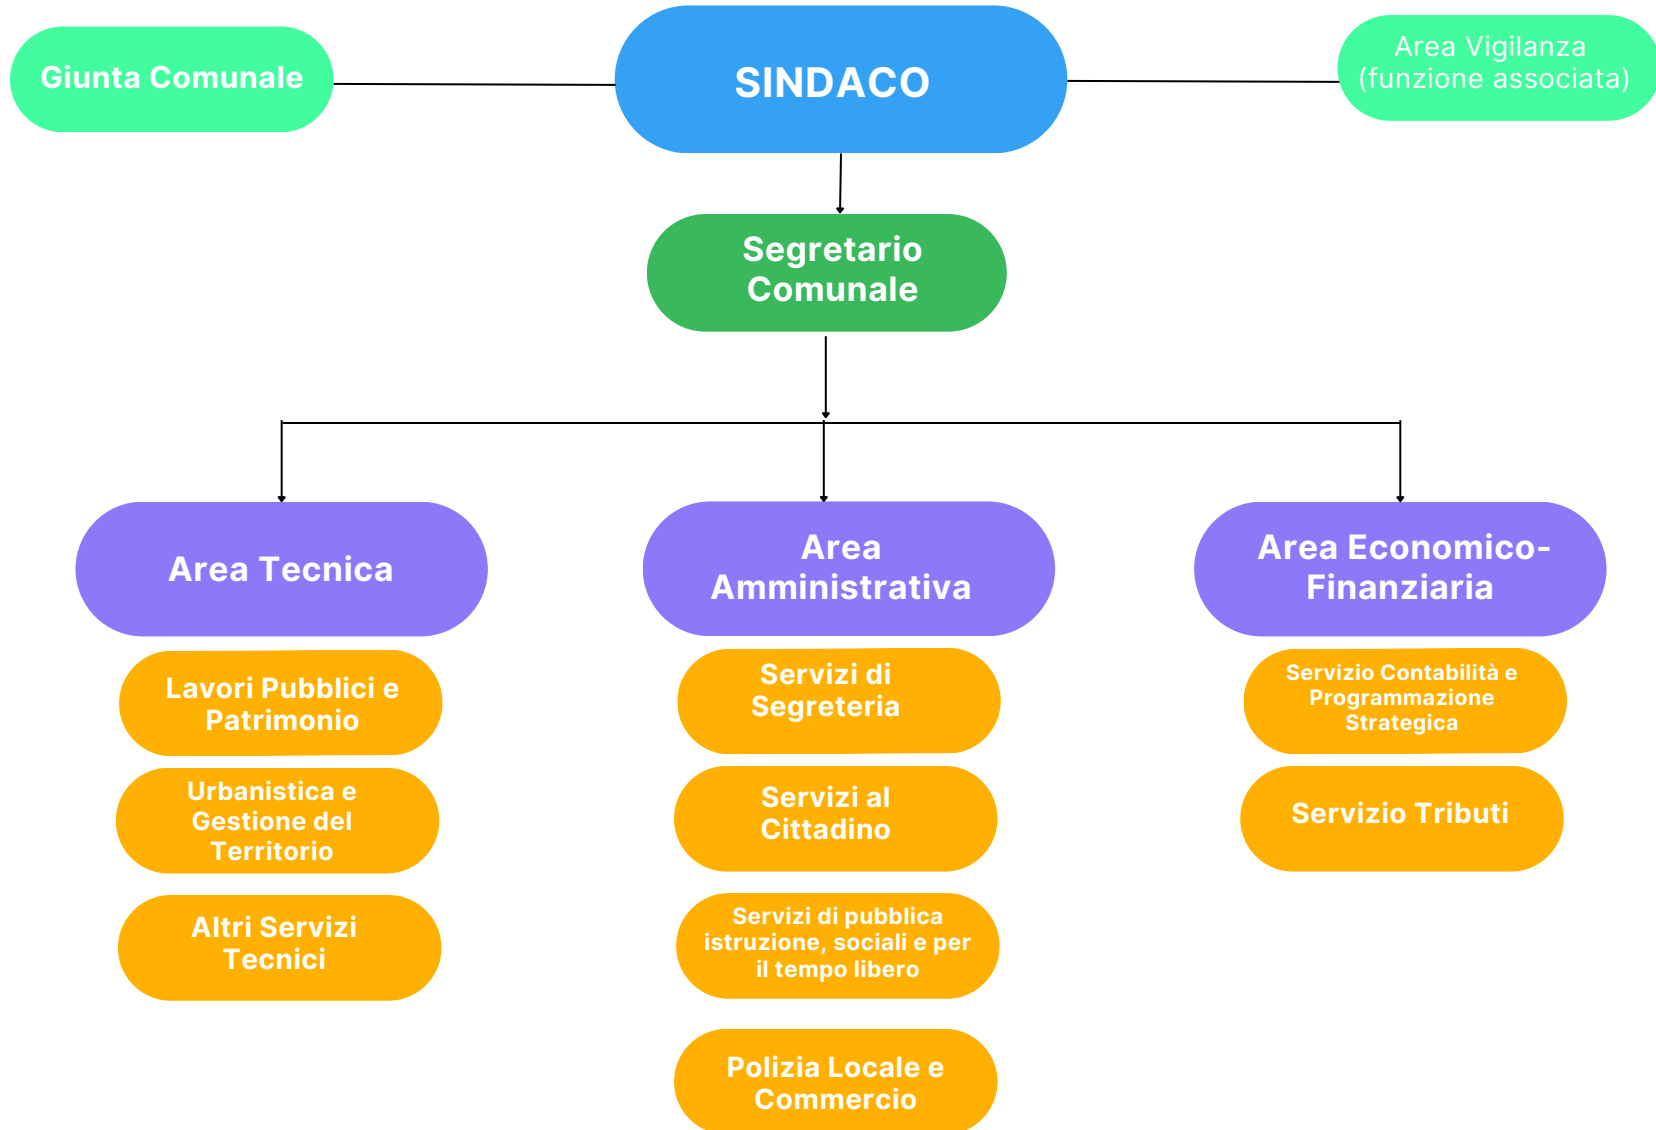 Giunta Comunale
SINDACO
Area Vigilanza
(funzione associata)
Segretario
Comunale
Area Tecnica
Area
Amministrativa
Area Economico-
Finanziaria
Lavori Pubblici e
Patrimonio
Urbanistica e
Gestione del
Territorio
Altri Servizi
Tecnici
Servizi di
Segreteria
Servizi al
Cittadino
Servizi di pubblica
istruzione, sociali e per
il tempo libero
Polizia Locale e
Commercio
Servizio Contabilità e
Programmazione
Strategica
Servizio Tributi